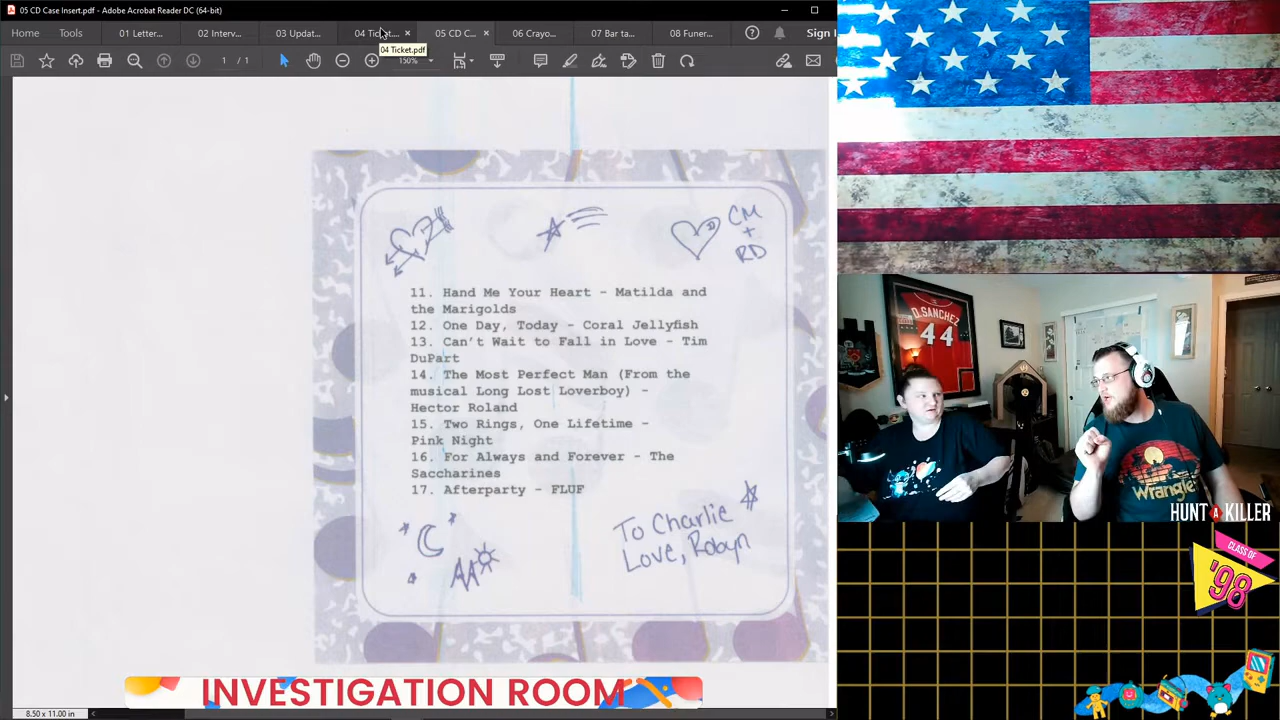 05 CD Case Insert.pdf - Adobe Acrobat Reader DC (64-bit)
Home Tools 01 Letter... 02 Interv... 03 Updat... 04 Ticket... 05 CD C... 06 Crayo... 07 Bar ta... 08 Funer... Sign
04 Ticket.pdf
1 / 1 150%
CM
+
RD
11. Hand Me Your Heart - Matilda and
the Marigolds
12. One Day, Today - Coral Jellyfish
13. Can't Wait to Fall in Love - Tim
DuPart
14. The Most Perfect Man (From the
musical Long Lost Loverboy) -
Hector Roland
15. Two Rings, One Lifetime -
Pink Night
16. For Always and Forever - The
Saccharines
17. Afterparty - FLUF
To Charlie
Love, Robyn
INVESTIGATION ROOM
8.50 x 11.00 in
D.SANCHEZ
44
Wrangler
HUNT A KILLER
CLASS OF
'98